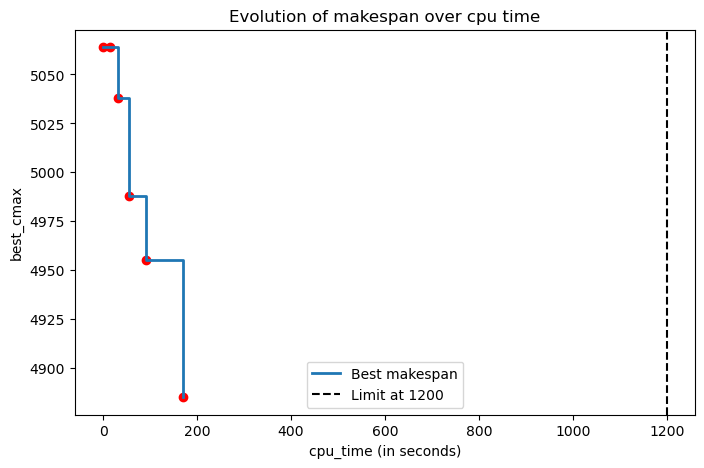 Evolution of makespan over cpu time
best_cmax
5050
5025
5000
4975
4950
4925
4900
Best makespan
Limit at 1200
0 200 400 600 800 1000 1200
cpu_time (in seconds)